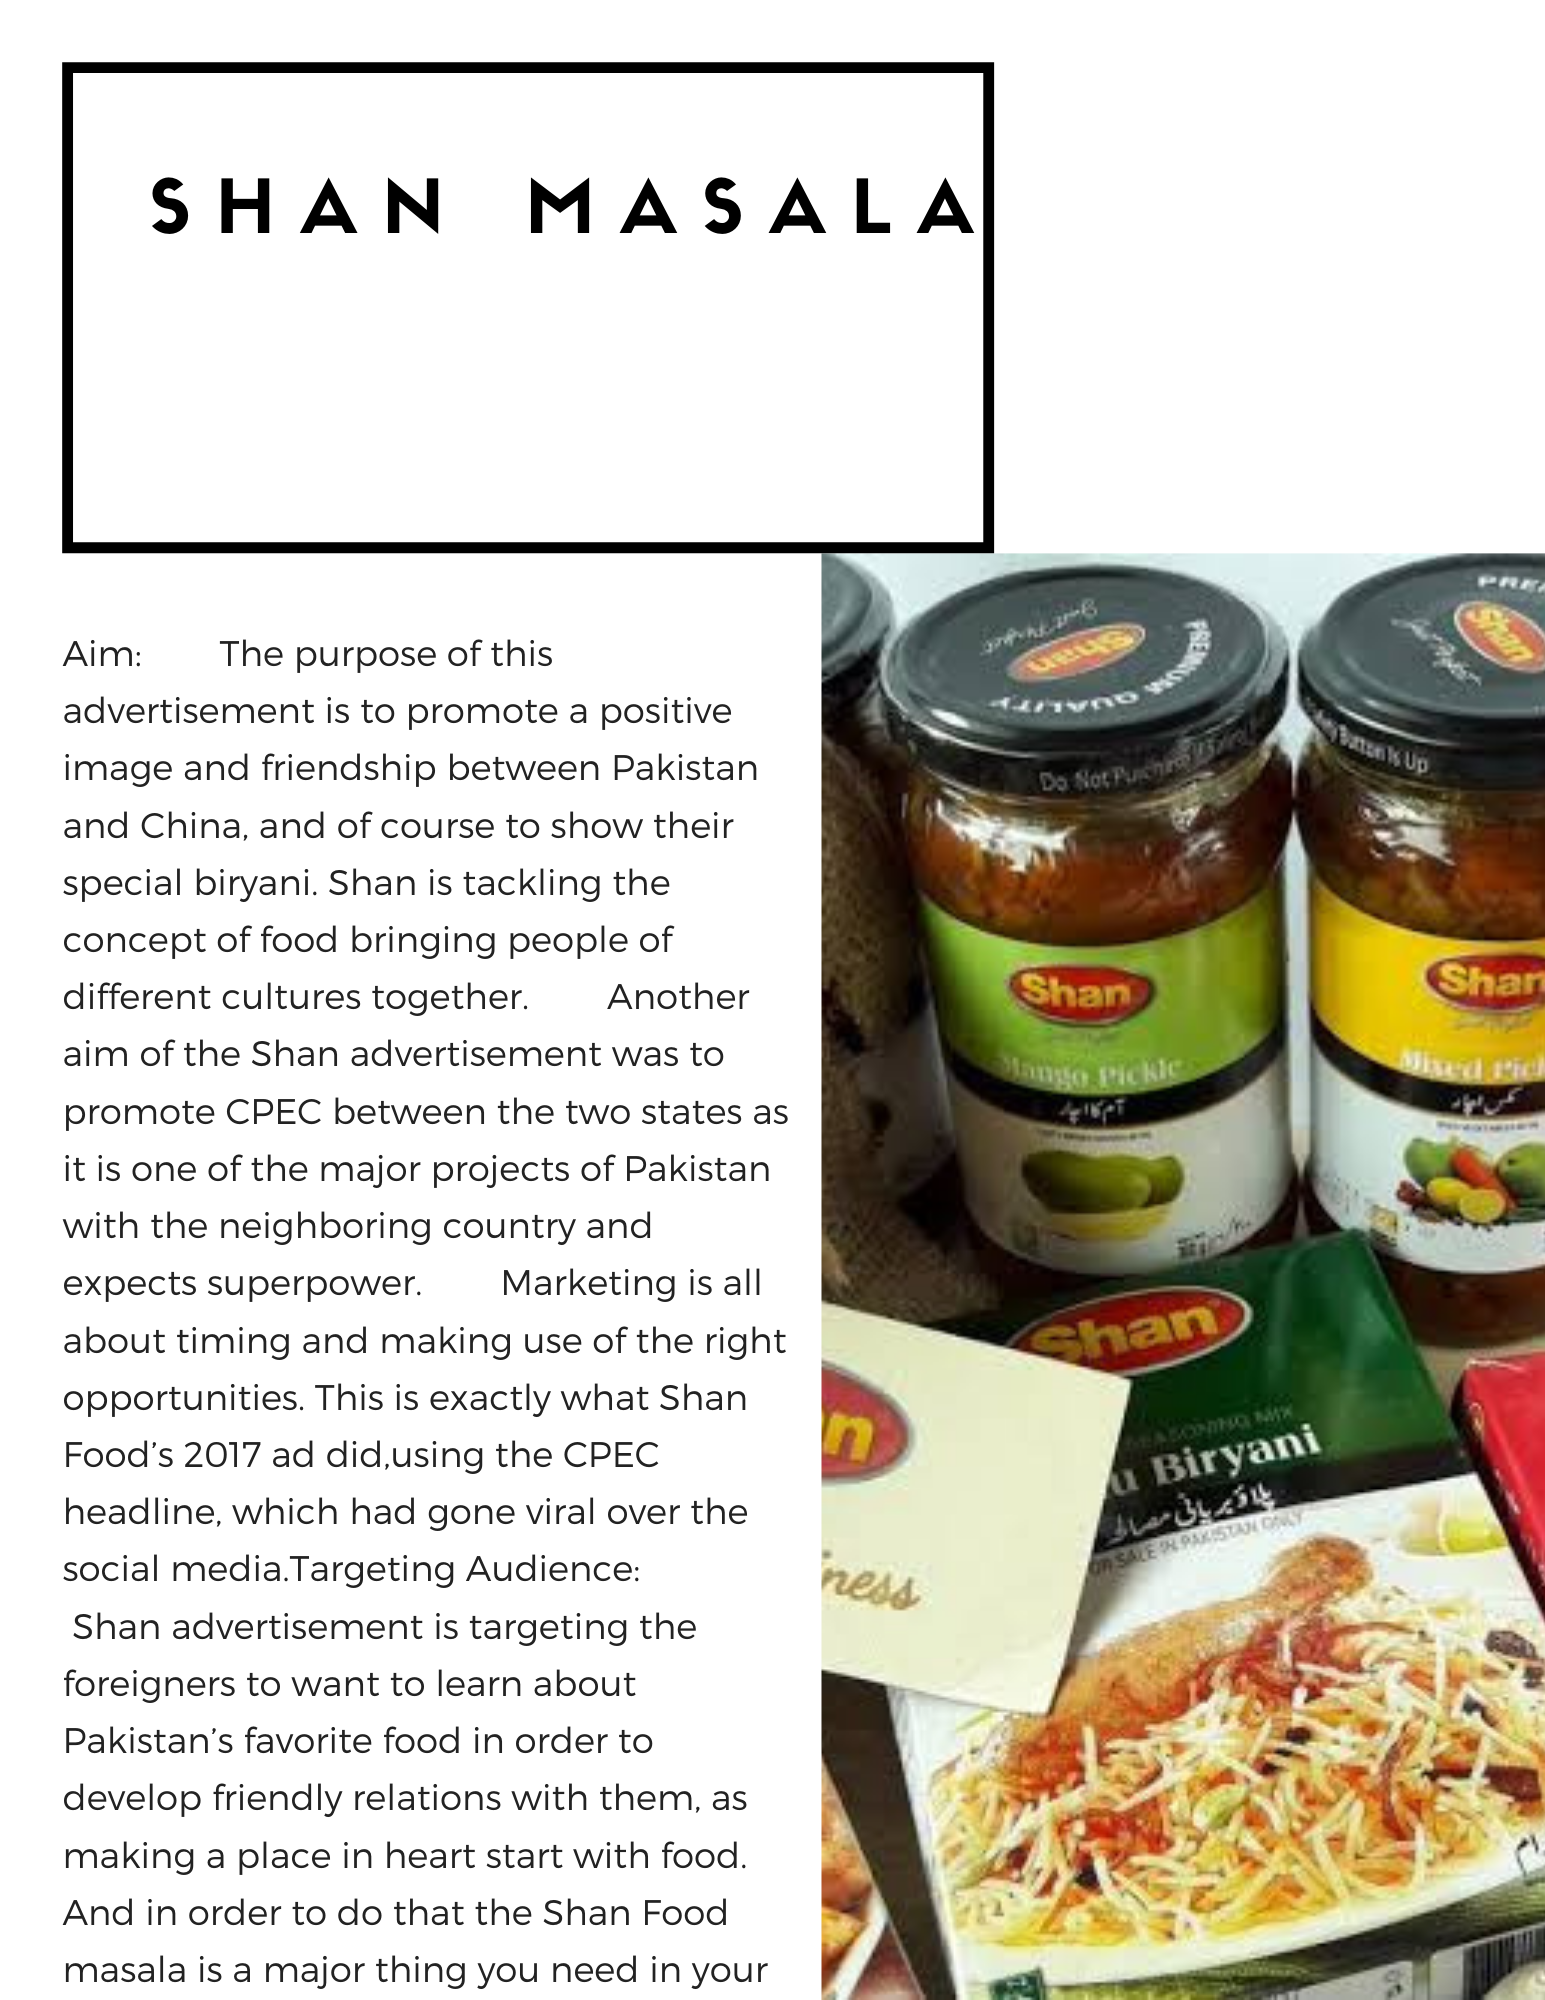 SHAN MASALA
Aim: The purpose of this
advertisement is to promote a positive
image and friendship between Pakistan
and China, and of course to show their
special biryani. Shan is tackling the
concept of food bringing people of
different cultures together. Another
aim of the Shan advertisement was to
promote CPEC between the two states as
it is one of the major projects of Pakistan
with the neighboring country and
expects superpower. Marketing is all
about timing and making use of the right
opportunities. This is exactly what Shan
Food’s 2017 ad did,using the CPEC
headline, which had gone viral over the
social media.Targeting Audience:
Shan advertisement is targeting the
foreigners to want to learn about
Pakistan’s favorite food in order to
develop friendly relations with them, as
making a place in heart start with food.
And in order to do that the Shan Food
masala is a major thing you need in your
Shan
PREMIUM QUALITY
Do Not Purchase
Shan
Button Is Up
Shan
Mango Pickle
آم کا اچار
Shan
Mixed
Shan
SEASONING MIX
Biryani
پلاؤ بریانی مصالحہ
FOR SALE IN PAKISTAN ONLY